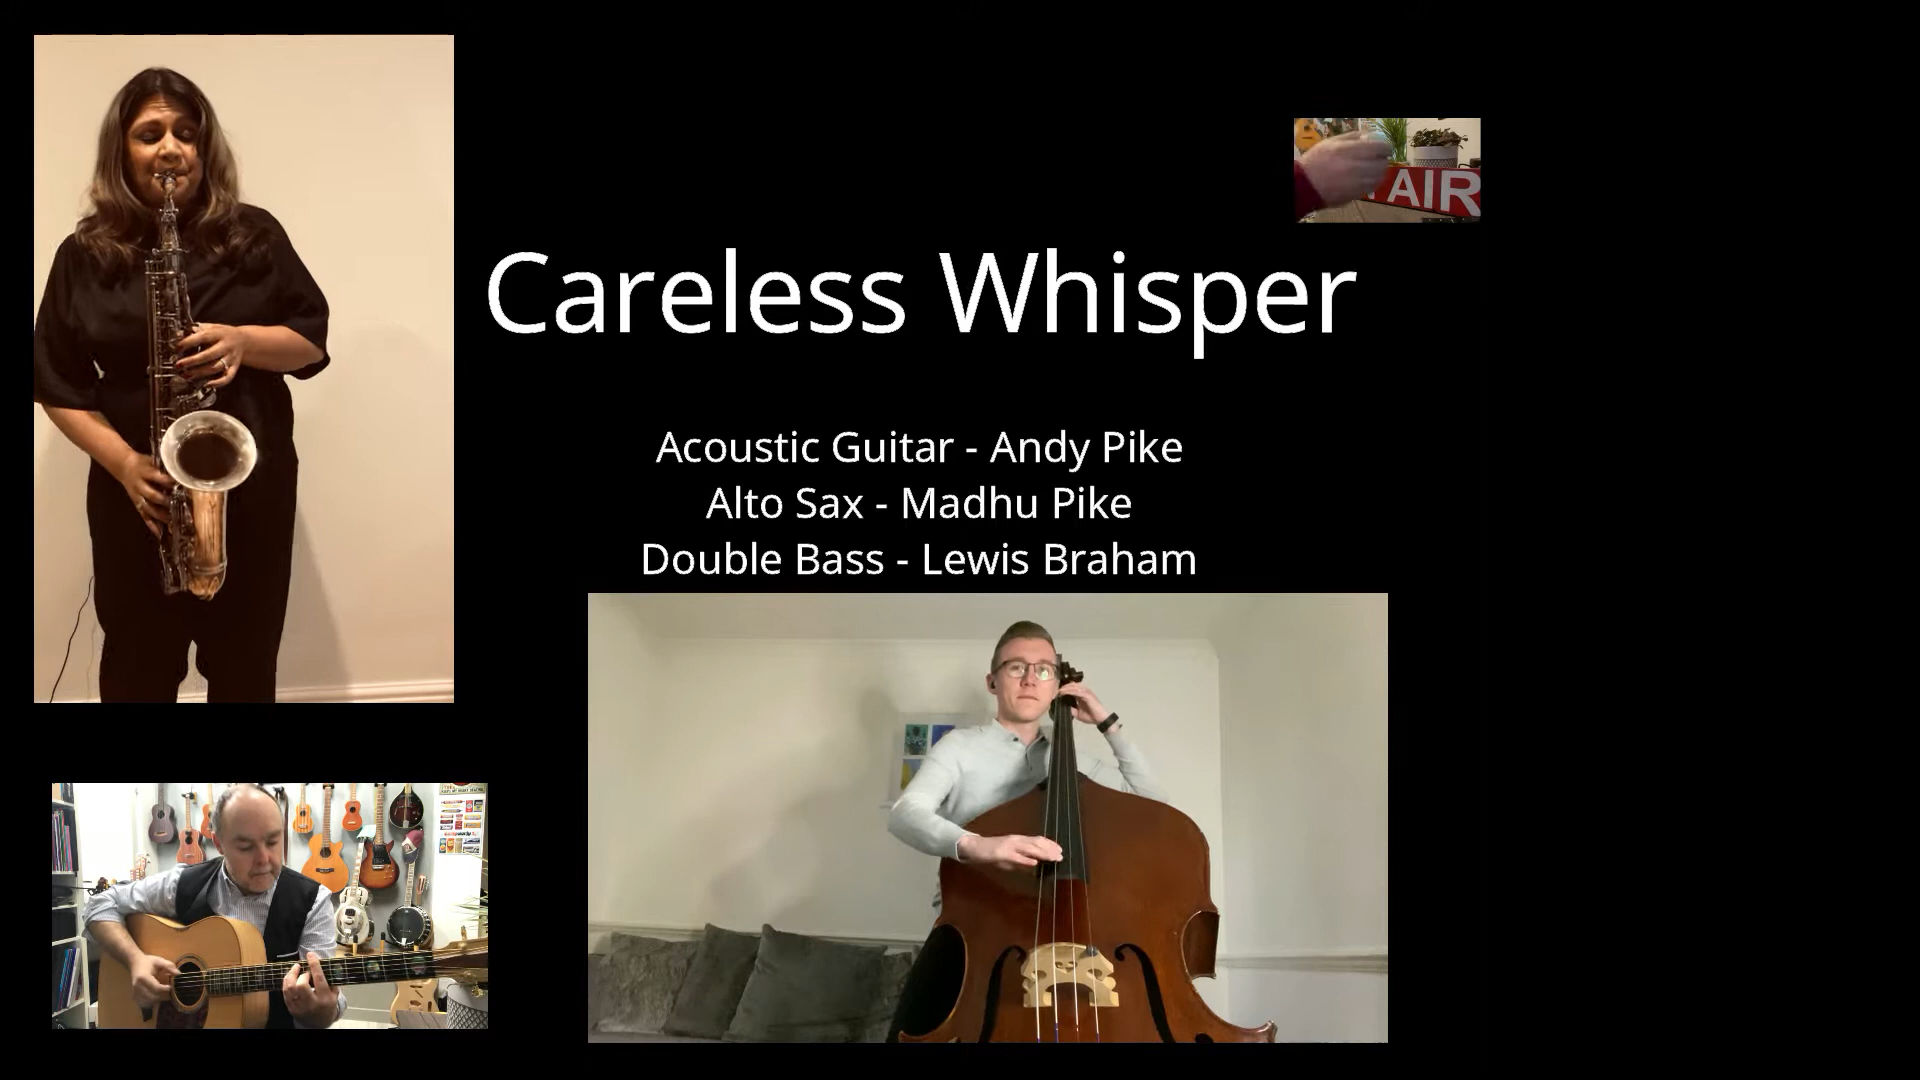 AIR
Careless Whisper
Acoustic Guitar - Andy Pike
Alto Sax - Madhu Pike
Double Bass - Lewis Braham